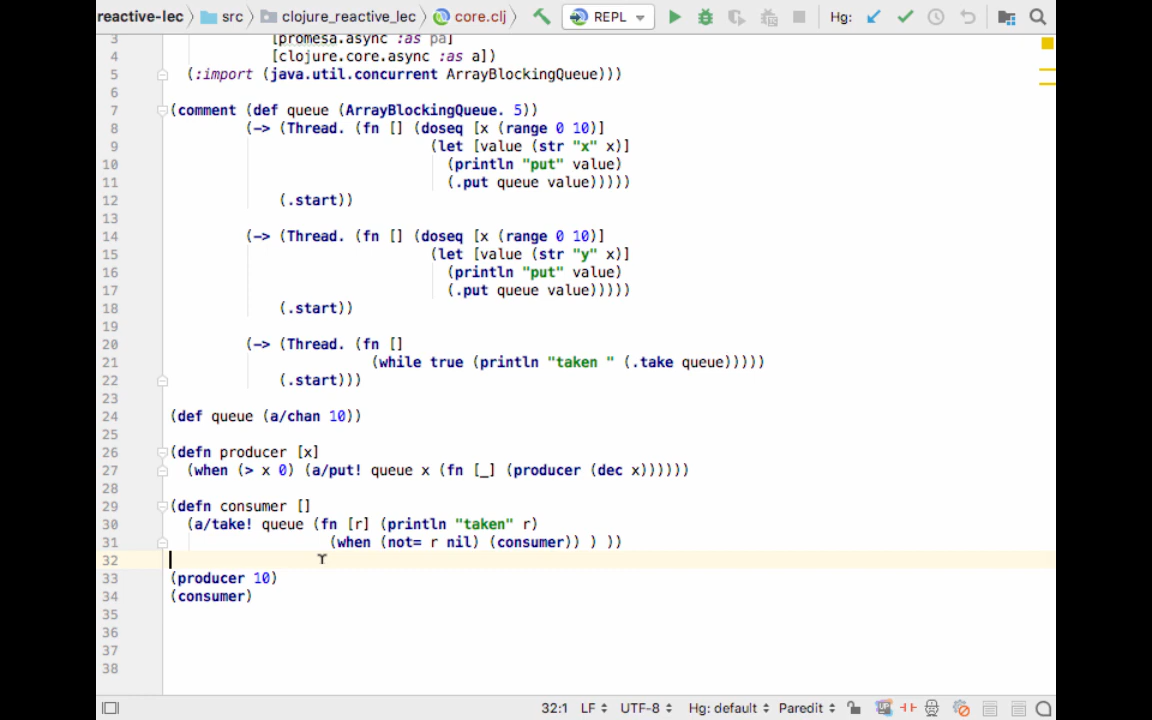 reactive-lec src clojure_reactive_lec core.clj REPL Hg:
3 [promesa.async :as pa]
4 [clojure.core.async :as a])
5 (:import (java.util.concurrent ArrayBlockingQueue)))
6
7 (comment (def queue (ArrayBlockingQueue. 5))
8 (-> (Thread. (fn [] (doseq [x (range 0 10)]
9 (let [value (str "x" x)]
10 (println "put" value)
11 (.put queue value)))))
12 (.start))
13
14 (-> (Thread. (fn [] (doseq [x (range 0 10)]
15 (let [value (str "y" x)]
16 (println "put" value)
17 (.put queue value)))))
18 (.start))
19
20 (-> (Thread. (fn []
21 (while true (println "taken " (.take queue)))))
22 (.start)))
23
24 (def queue (a/chan 10))
25
26 (defn producer [x]
27 (when (> x 0) (a/put! queue x (fn [_] (producer (dec x))))))
28
29 (defn consumer []
30 (a/take! queue (fn [r] (println "taken" r)
31 (when (not= r nil) (consumer)) ) ))
32
33 (producer 10)
34 (consumer)
35
36
37
38
32:1 LF UTF-8 Hg: default Paredit